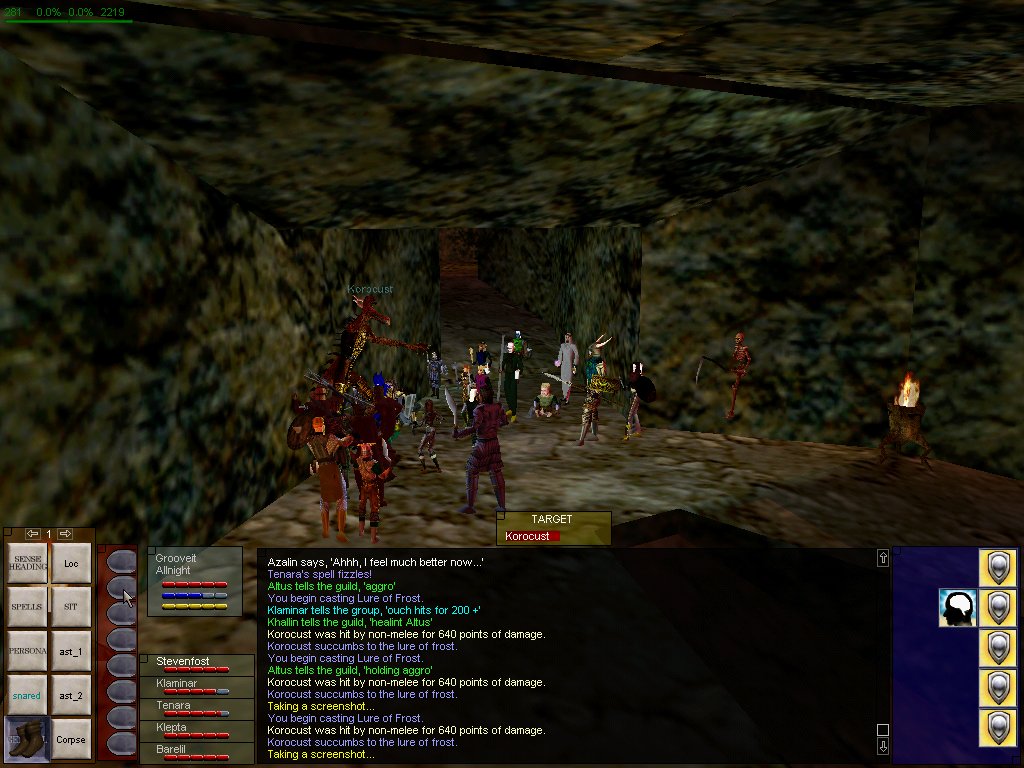 281 0.0% 0.0% 2219
Korocust
TARGET
Korocust
1
SENSE HEADING
Loc
SPELLS
SIT
PERSONA
ast_1
snared
ast_2
Corpse
Grooveit
Allnight
Stevenfost
Klaminar
Tenara
Klepta
Barelil
Azalin says, 'Ahhh, I feel much better now...'
Tenara's spell fizzles!
Altus tells the guild, 'aggro'
You begin casting Lure of Frost.
Klaminar tells the group, 'ouch hits for 200 +'
Khallin tells the guild, 'healint Altus'
Korocust was hit by non-melee for 640 points of damage.
Korocust succumbs to the lure of frost.
You begin casting Lure of Frost.
Altus tells the guild, 'holding aggro'
Korocust was hit by non-melee for 640 points of damage.
Korocust succumbs to the lure of frost.
Taking a screenshot...
You begin casting Lure of Frost.
Korocust was hit by non-melee for 640 points of damage.
Korocust succumbs to the lure of frost.
Taking a screenshot...